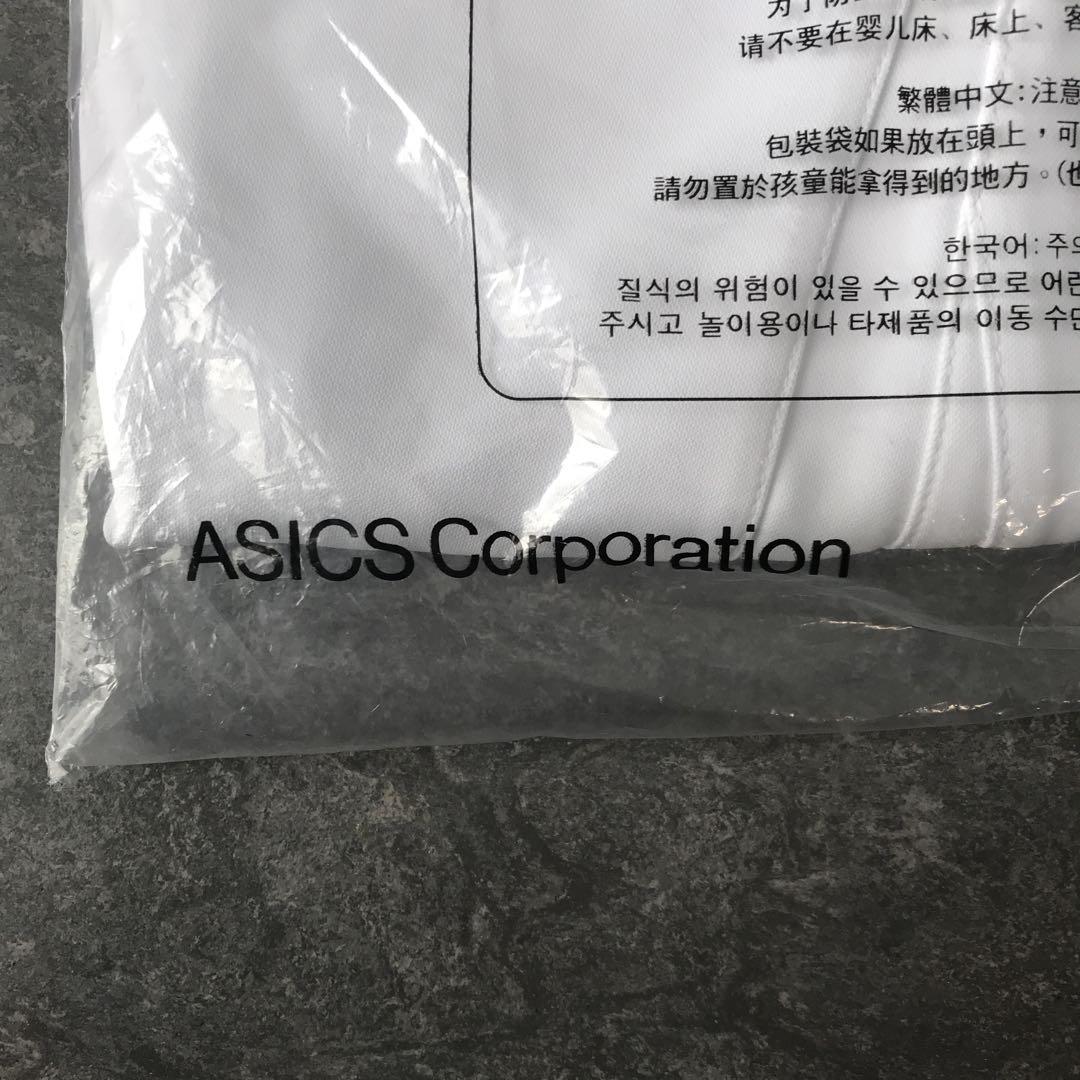 请不要在婴儿床、床上、
繁體中文:注意
包裝袋如果放在頭上，可
請勿置於孩童能拿得到的地方。(也
한국어:주의
질식의 위험이 있을 수 있으므로 어린
주시고 놀이용이나 타제품의 이동 수단
ASICS Corporation